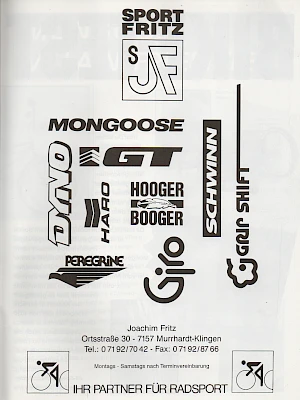 SPORT
FRITZ
S
JF
MONGOOSE
DYNO
GT
HARO
HOOGER
BOOGER
SCHWINN
GRIP SHIFT
PEREGRINE
Giro
Joachim Fritz
Ortsstraße 30 - 7157 Murrhardt-Klingen
Tel.: 0 71 92/70 42 - Fax: 0 71 92/87 66
Montags - Samstags nach Terminvereinbarung
IHR PARTNER FÜR RADSPORT